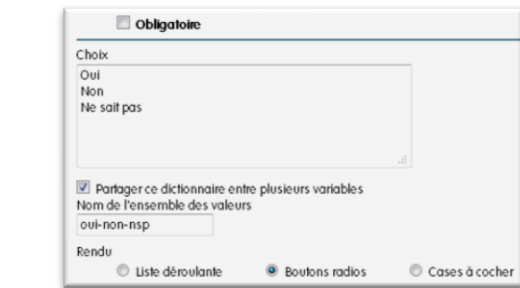 Obligatoire
Choix
Oui
Non
Ne sait pas
Partager ce dictionnaire entre plusieurs variables
Nom de l'ensemble des valeurs
oui-non-nsp
Rendu
Liste déroulante Boutons radios Cases à cocher